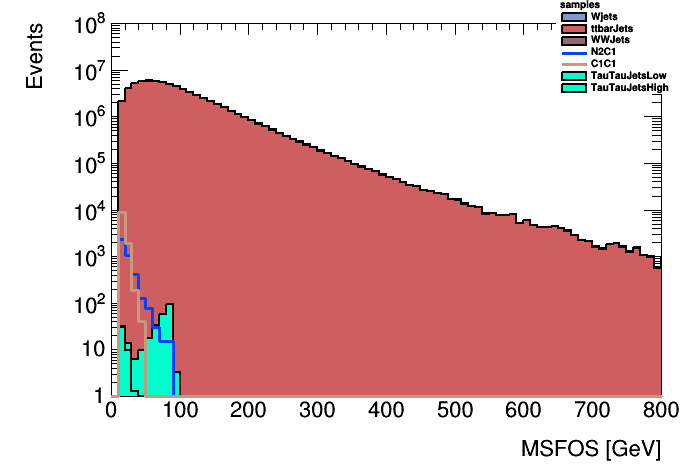 samples
Wjets
ttbarJets
WWJets
N2C1
C1C1
TauTauJetsLow
TauTauJetsHigh
Events
10^8
10^7
10^6
10^5
10^4
10^3
10^2
10
1
0 100 200 300 400 500 600 700 800
MSFOS [GeV]